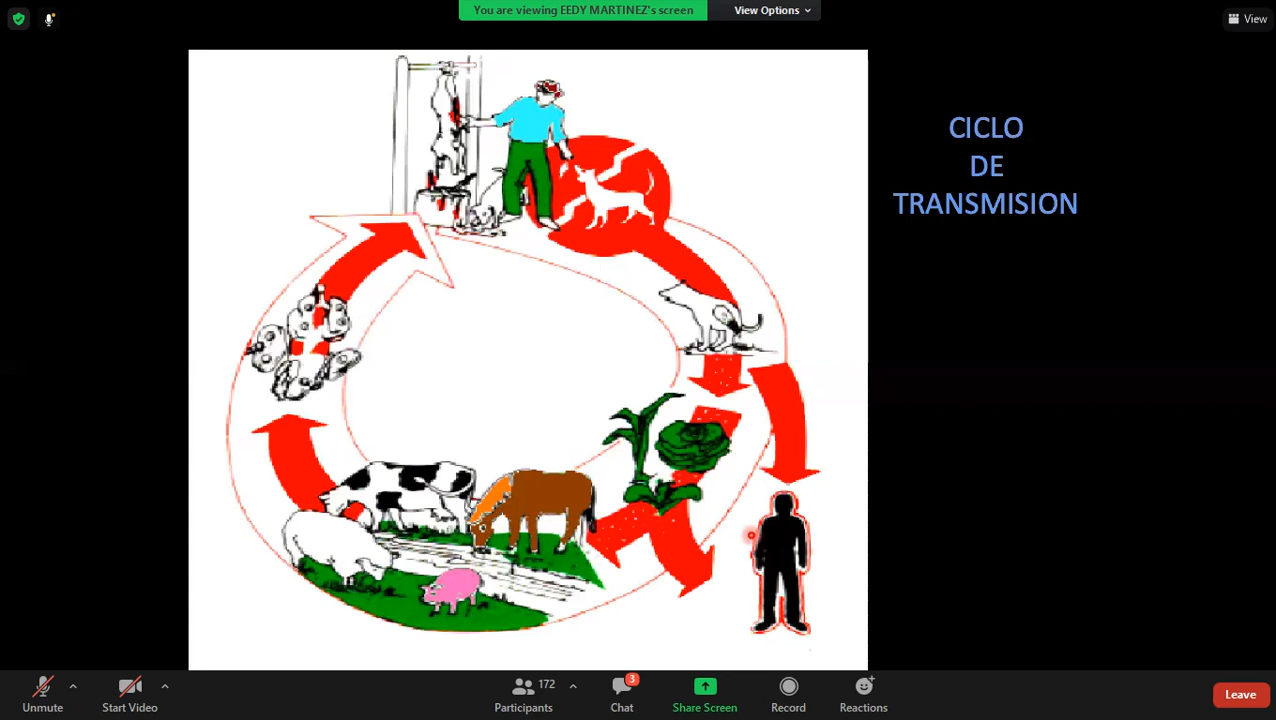 You are viewing EEDY MARTINEZ's screen
View Options
View
CICLO
DE
TRANSMISION
Unmute
Start Video
172
Participants
3
Chat
Share Screen
Record
Reactions
Leave